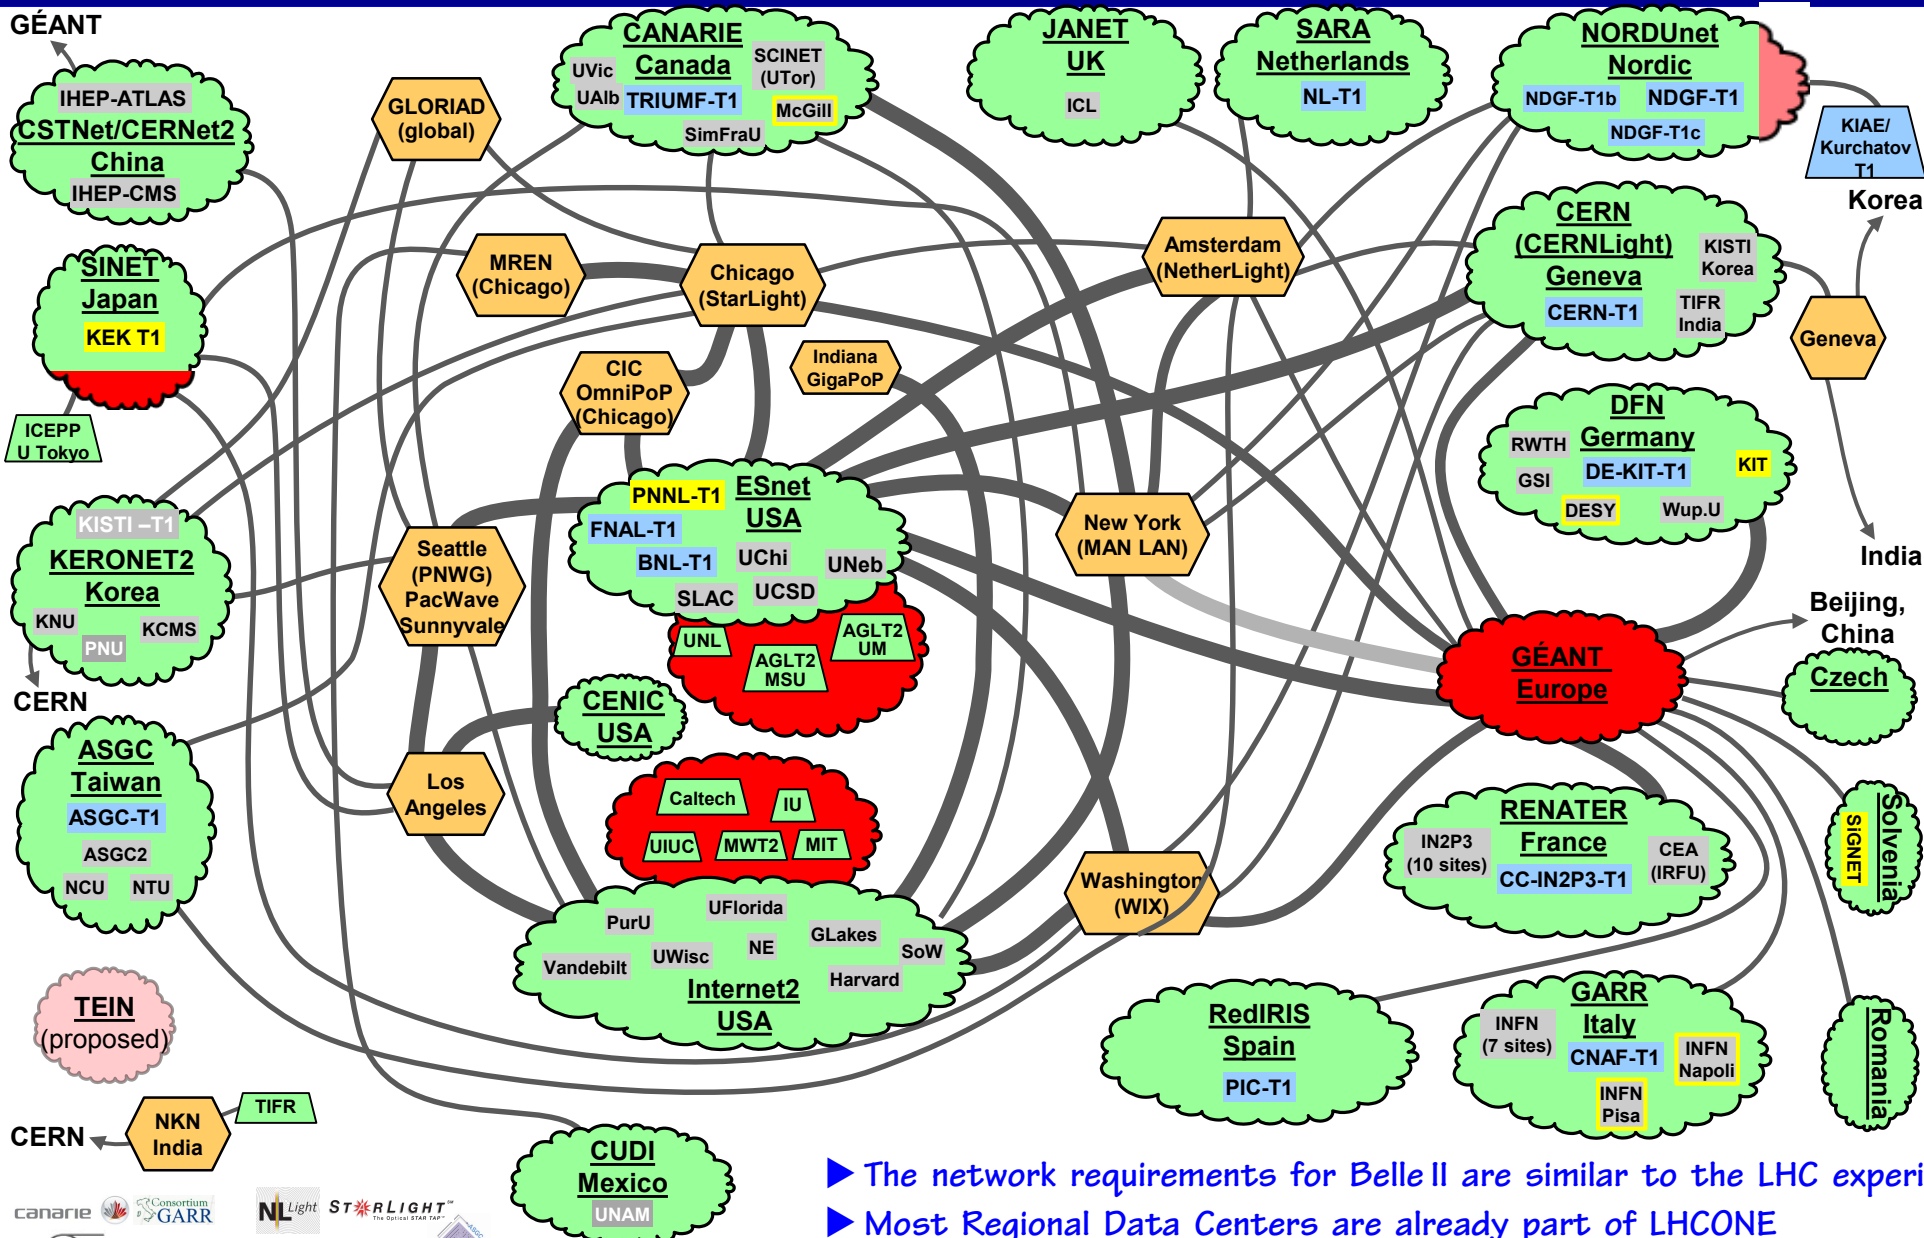 GÉANT
IHEP-ATLAS
CSTNet/CERNet2
China
IHEP-CMS
GLORIAD
(global)
CANARIE
Canada
UVic
UAlb
SCINET
(UTor)
TRIUMF-T1
McGill
SimFraU
JANET
UK
ICL
SARA
Netherlands
NL-T1
NORDUnet
Nordic
NDGF-T1b
NDGF-T1
NDGF-T1c
KIAE/
Kurchatov
T1
Korea
SINET
Japan
KEK T1
ICEPP
U Tokyo
MREN
(Chicago)
Chicago
(StarLight)
Amsterdam
(NetherLight)
CERN
(CERNLight)
Geneva
KISTI
Korea
CERN-T1
TIFR
India
Geneva
India
CIC
OmniPoP
(Chicago)
Indiana
GigaPoP
DFN
Germany
RWTH
DE-KIT-T1
KIT
GSI
DESY
Wup.U
KISTI –T1
KERONET2
Korea
KNU
KCMS
PNU
CERN
Seattle
(PNWG)
PacWave
Sunnyvale
PNNL-T1
ESnet
USA
FNAL-T1
BNL-T1
UChi
UNeb
SLAC
UCSD
UNL
AGLT2
MSU
AGLT2
UM
New York
(MAN LAN)
GÉANT
Europe
Beijing,
China
Czech
CENIC
USA
ASGC
Taiwan
ASGC-T1
ASGC2
NCU
NTU
Los
Angeles
Caltech
IU
UIUC
MWT2
MIT
Washington
(WIX)
RENATER
France
IN2P3
(10 sites)
CEA
(IRFU)
CC-IN2P3-T1
Solvenia
SiGNET
PurU
UFlorida
NE
GLakes
SoW
UWisc
Vandebilt
Harvard
Internet2
USA
TEIN
(proposed)
RedIRIS
Spain
PIC-T1
GARR
Italy
INFN
(7 sites)
CNAF-T1
INFN
Napoli
INFN
Pisa
Romania
CERN
NKN
India
TIFR
CUDI
Mexico
UNAM
The network requirements for Belle II are similar to the LHC experi
Most Regional Data Centers are already part of LHCONE
canarie
Consortium
GARR
NLLight
STARLIGHT℠
The Optical STAR TAP
ASGC